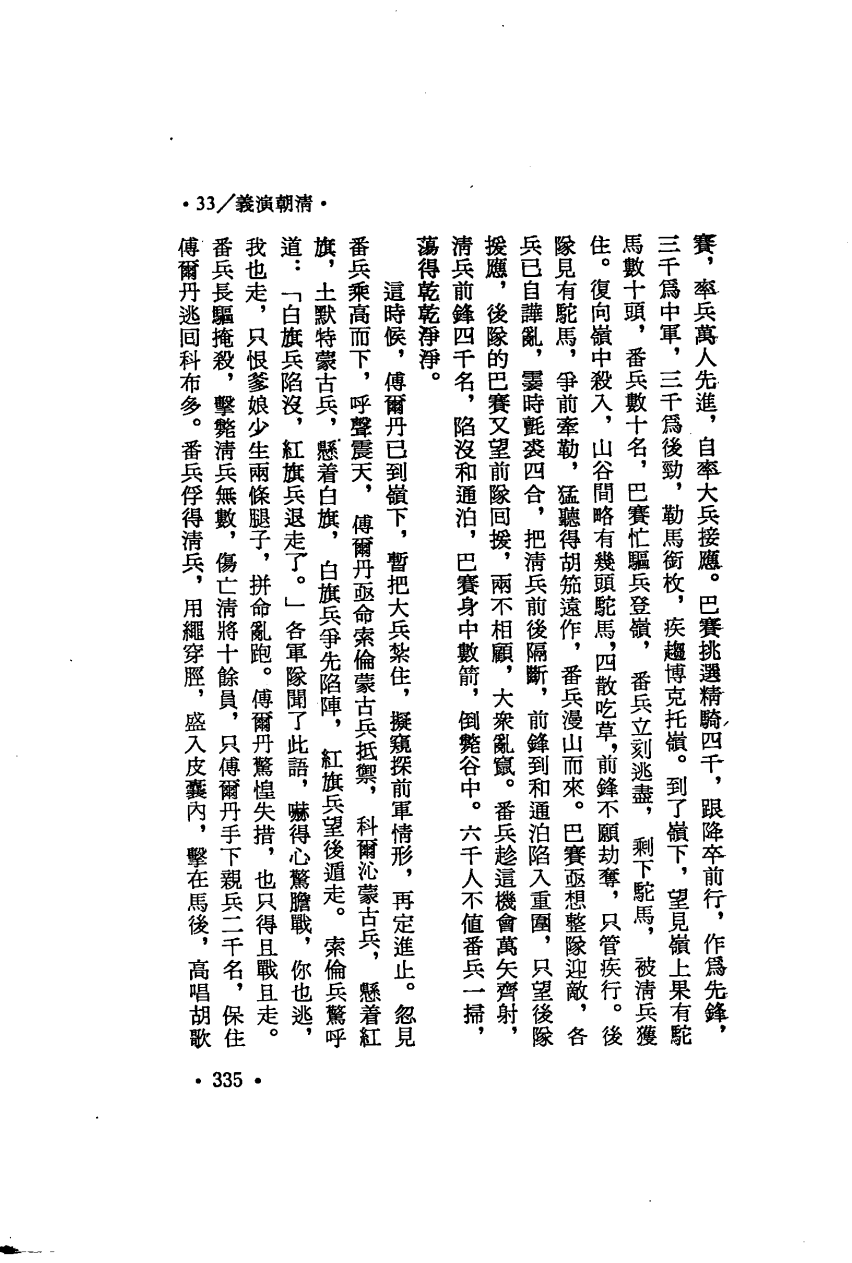 •33/義演朝清•
賽，率兵萬人先進，自率大兵接應。巴賽挑選精騎四千，跟降卒前行，作爲先鋒，
三千爲中軍，三千爲後勁，勒馬銜枚，疾趨博克托嶺。到了嶺下，望見嶺上果有駝
馬數十頭，番兵數十名，巴賽忙驅兵登嶺，番兵立刻逃盡，剩下駝馬，被清兵獲
住。復向嶺中殺入，山谷間略有幾頭駝馬，四散吃草，前鋒不願劫奪，只管疾行。後
隊見有駝馬，爭前牽勒，猛聽得胡笳遠作，番兵漫山而來。巴賽亟想整隊迎敵，各
兵已自譁亂，霎時氈裘四合，把清兵前後隔斷，前鋒到和通泊陷入重圍，只望後隊
援應，後隊的巴賽又望前隊回援，兩不相顧，大衆亂竄。番兵趁這機會萬矢齊射，
清兵前鋒四千名，陷沒和通泊，巴賽身中數箭，倒斃谷中。六千人不值番兵一掃，
蕩得乾乾淨淨。
這時候，傅爾丹已到嶺下，暫把大兵紮住，擬窺探前軍情形，再定進止。忽見
番兵乘高而下，呼聲震天，傅爾丹亟命索倫蒙古兵抵禦，科爾沁蒙古兵，懸着紅
旗，土默特蒙古兵，懸着白旗，白旗兵爭先陷陣，紅旗兵望後遁走。索倫兵驚呼
道：「白旗兵陷沒，紅旗兵退走了。」各軍隊聞了此語，嚇得心驚膽戰，你也逃，
我也走，只恨爹娘少生兩條腿子，拼命亂跑。傅爾丹驚惶失措，也只得且戰且走。
番兵長驅掩殺，擊斃清兵無數，傷亡清將十餘員，只傅爾丹手下親兵二千名，保住
傅爾丹逃回科布多。番兵俘得清兵，用繩穿脛，盛入皮囊內，擊在馬後，高唱胡歌
•335•